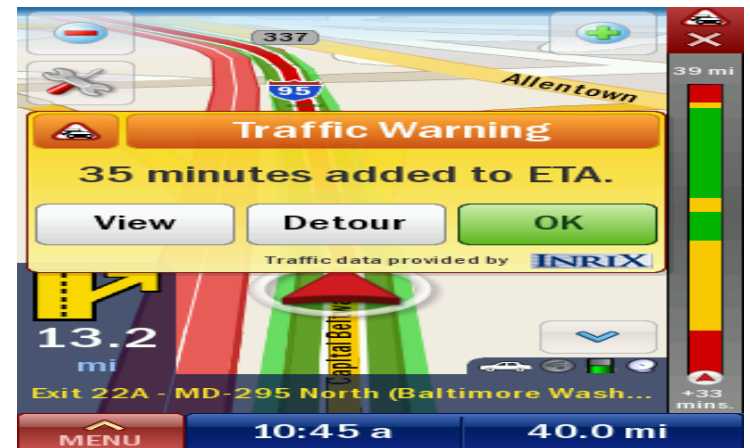 337
95
Allentown
39 mi
Traffic Warning
35 minutes added to ETA.
View
Detour
OK
Traffic data provided by INRIX
13.2
mi
Capital Beltwa
Exit 22A - MD-295 North (Baltimore Wash...
+33
mins.
MENU
10:45 a
40.0 mi